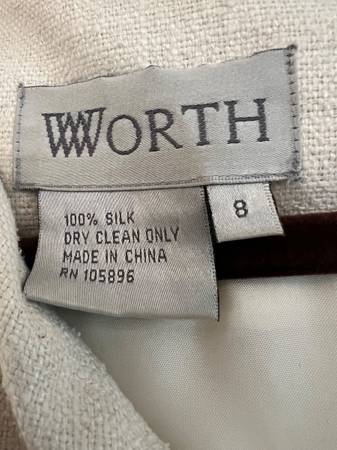 WORTH
8
100% SILK
DRY CLEAN ONLY
MADE IN CHINA
RN 105896